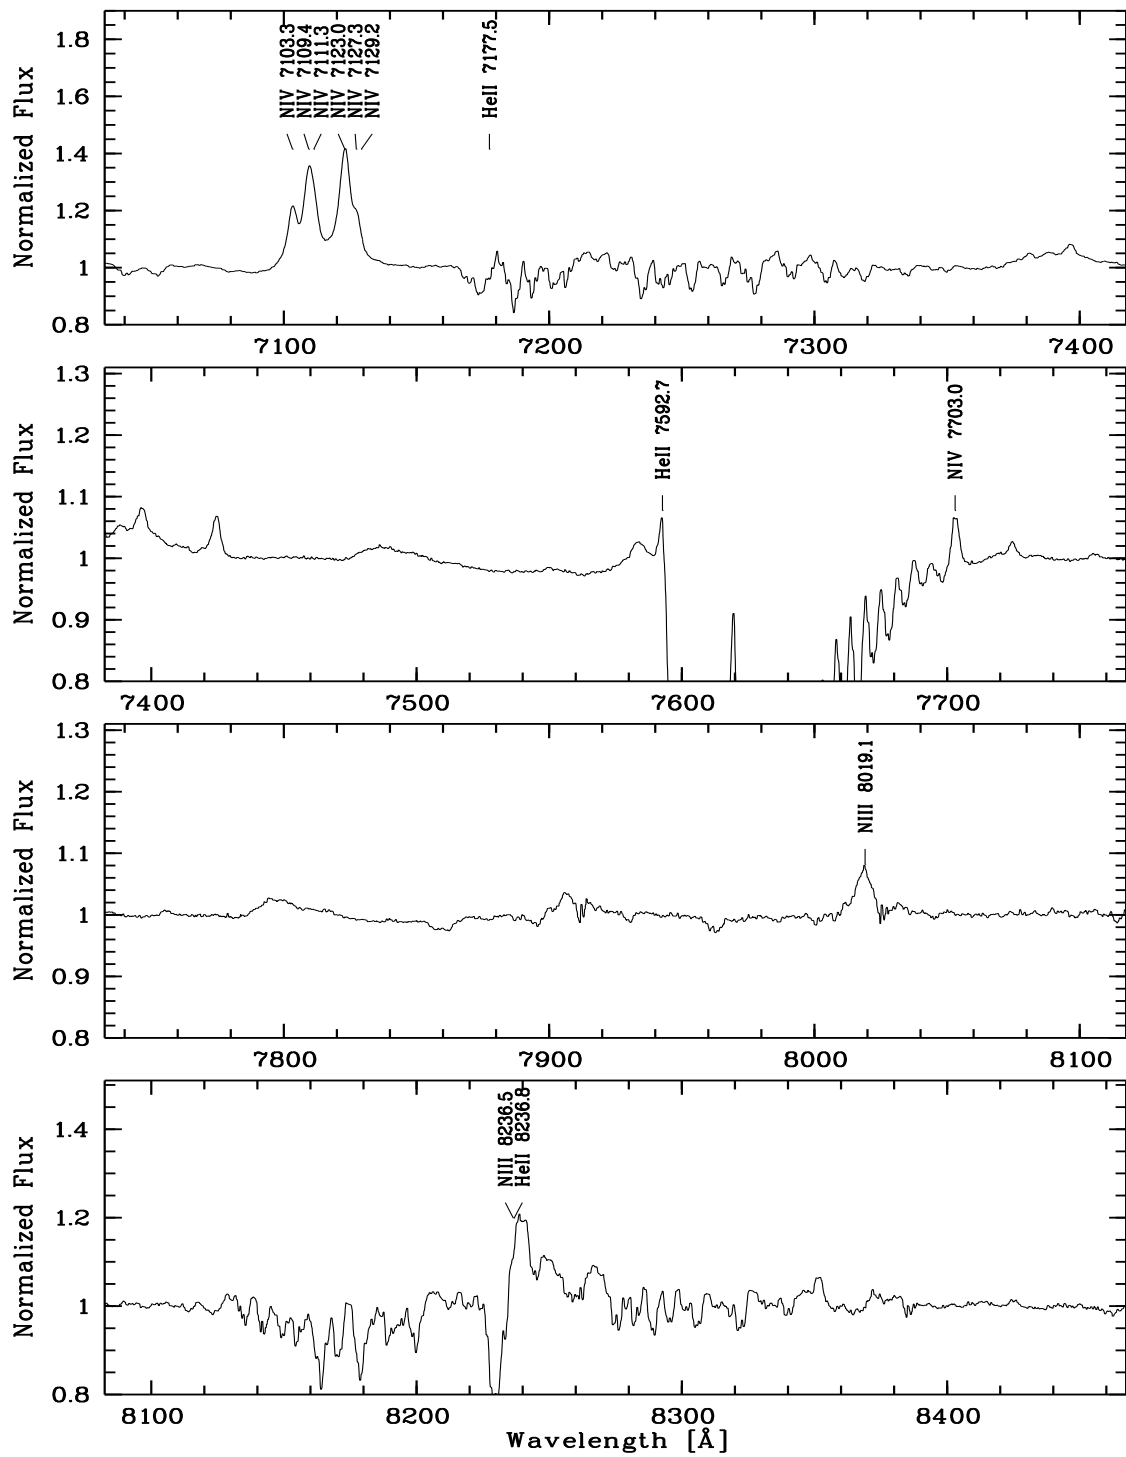 NIV 7103.3
NIV 7109.4
NIV 7111.3
NIV 7123.0
NIV 7127.3
NIV 7129.2
HeII 7177.5
Normalized Flux
1.8
1.6
1.4
1.2
1
0.8
7100 7200 7300 7400
HeII 7592.7
NIV 7703.0
Normalized Flux
1.3
1.2
1.1
1
0.9
0.8
7400 7500 7600 7700
NIII 8019.1
Normalized Flux
1.3
1.2
1.1
1
0.9
0.8
7800 7900 8000 8100
NIII 8236.5
HeII 8236.8
Normalized Flux
1.4
1.2
1
0.8
8100 8200 8300 8400
Wavelength [Å]